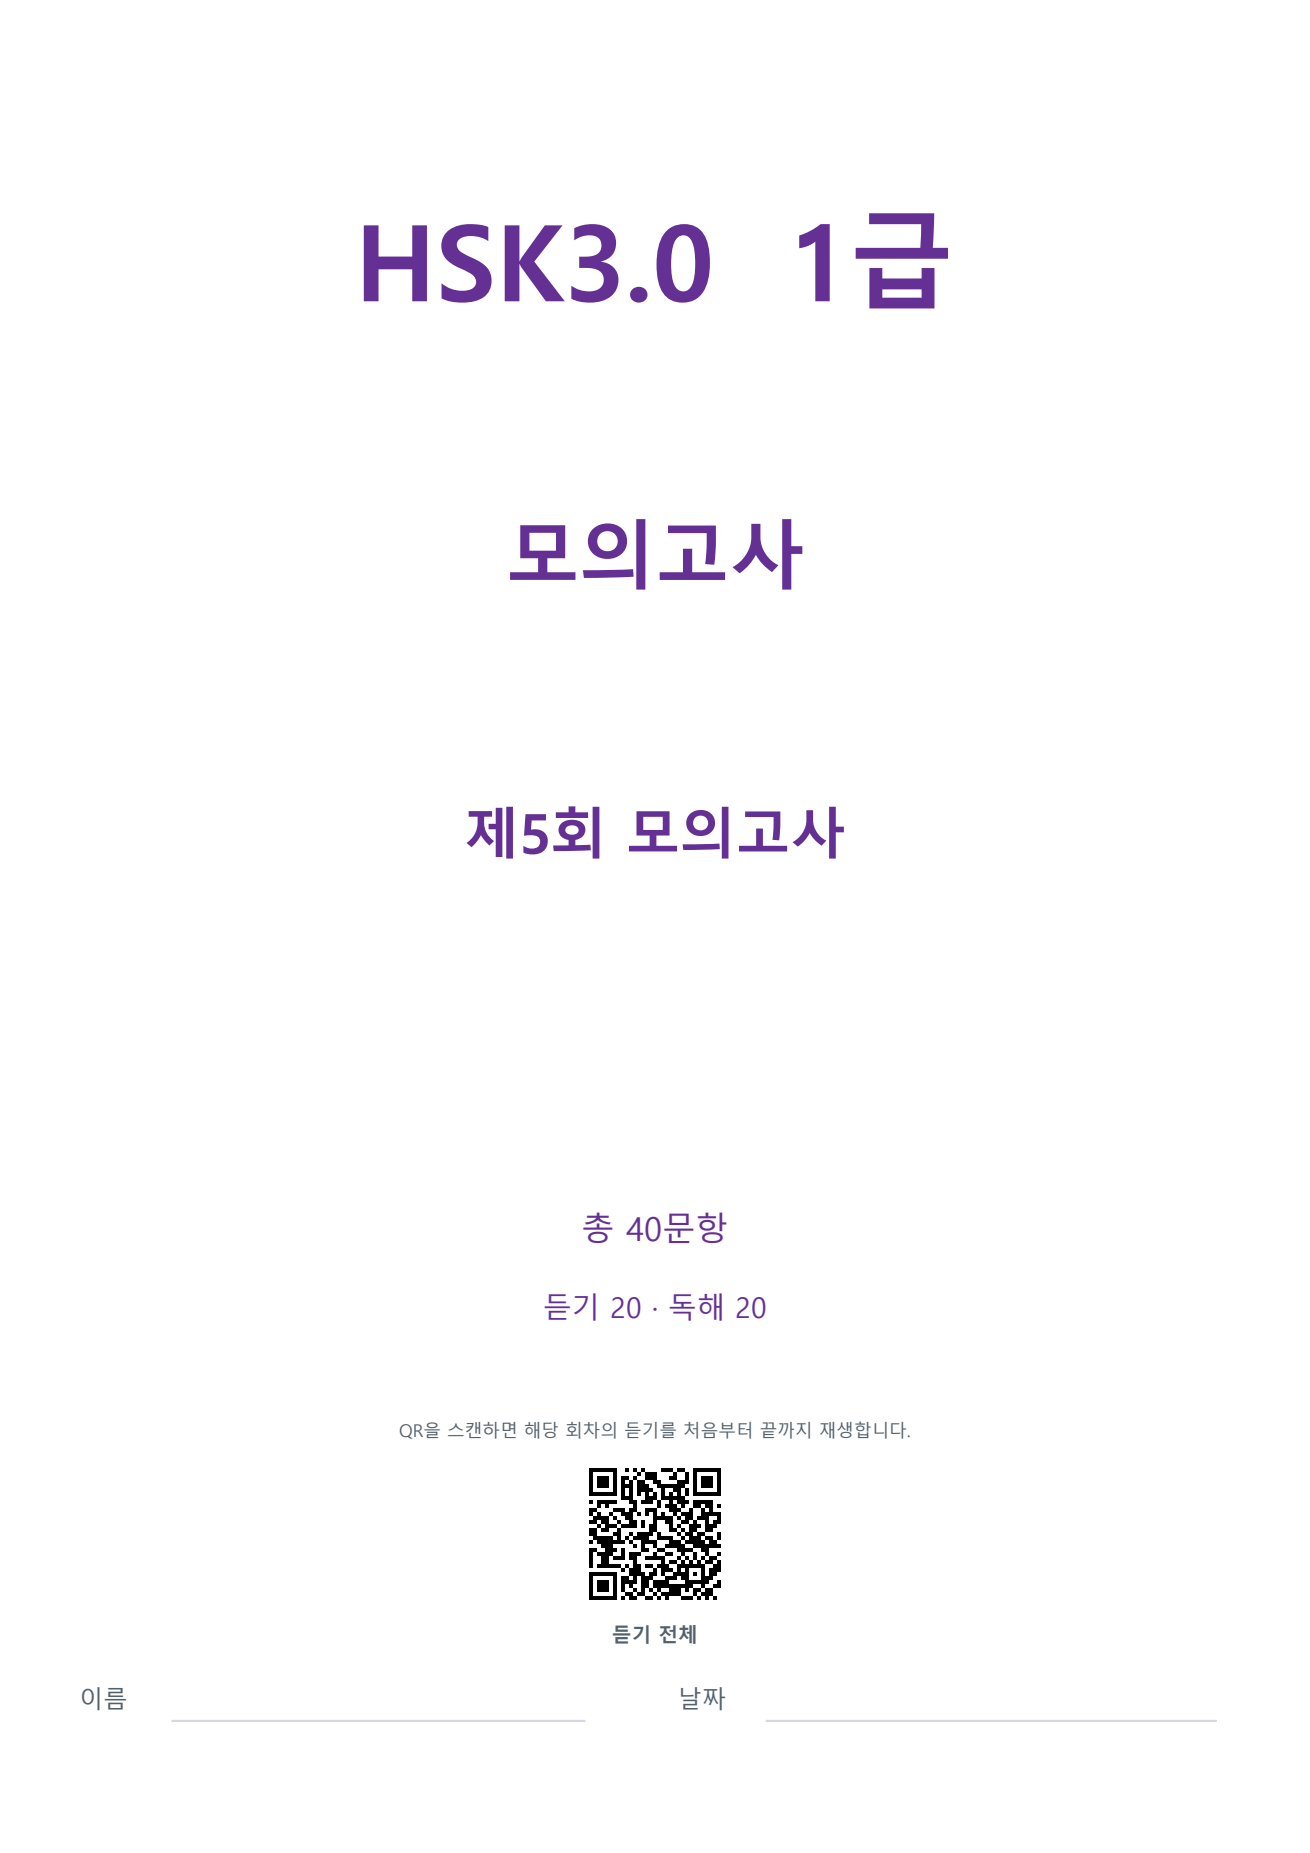 HSK3.0 1급
모의고사
제5회 모의고사
총 40문항
듣기 20 · 독해 20
QR을 스캔하면 해당 회차의 듣기를 처음부터 끝까지 재생합니다.
듣기 전체
이름 날짜